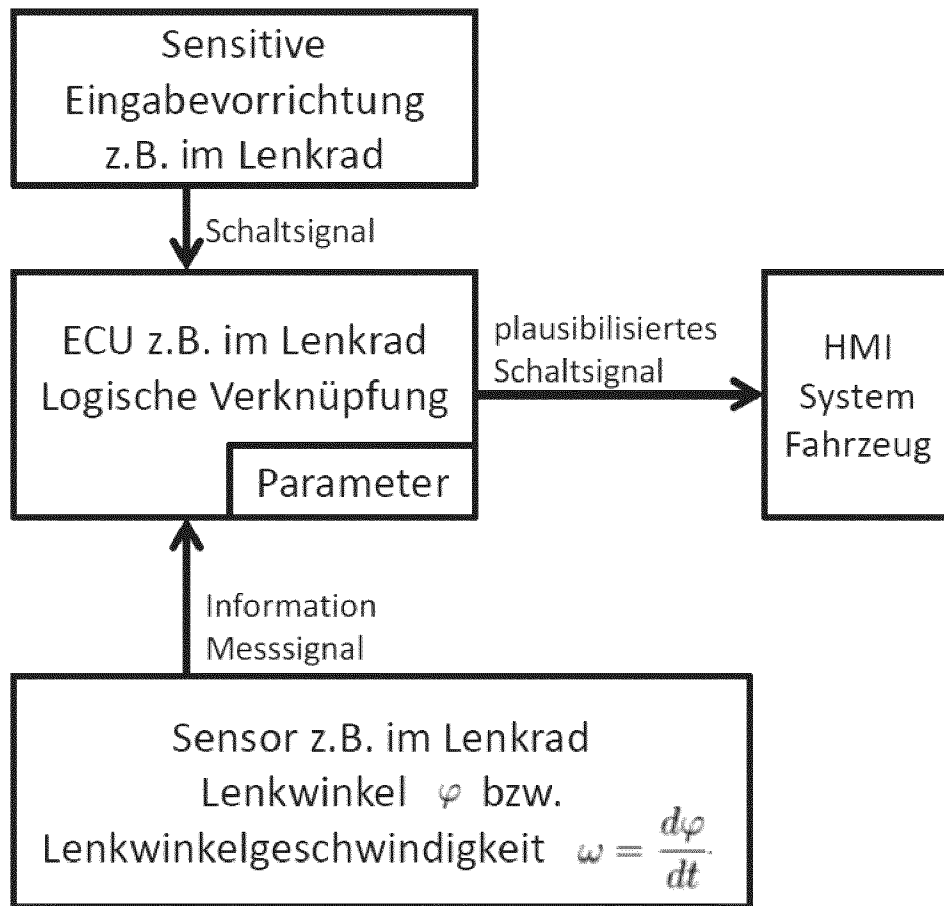 Sensitive
Eingabevorrichtung
z.B. im Lenkrad
Schaltsignal
ECU z.B. im Lenkrad
Logische Verknüpfung
Parameter
plausibilisiertes
Schaltsignal
HMI
System
Fahrzeug
Information
Messsignal
Sensor z.B. im Lenkrad
Lenkwinkel φ bzw.
Lenkwinkelgeschwindigkeit ω = dφ/dt